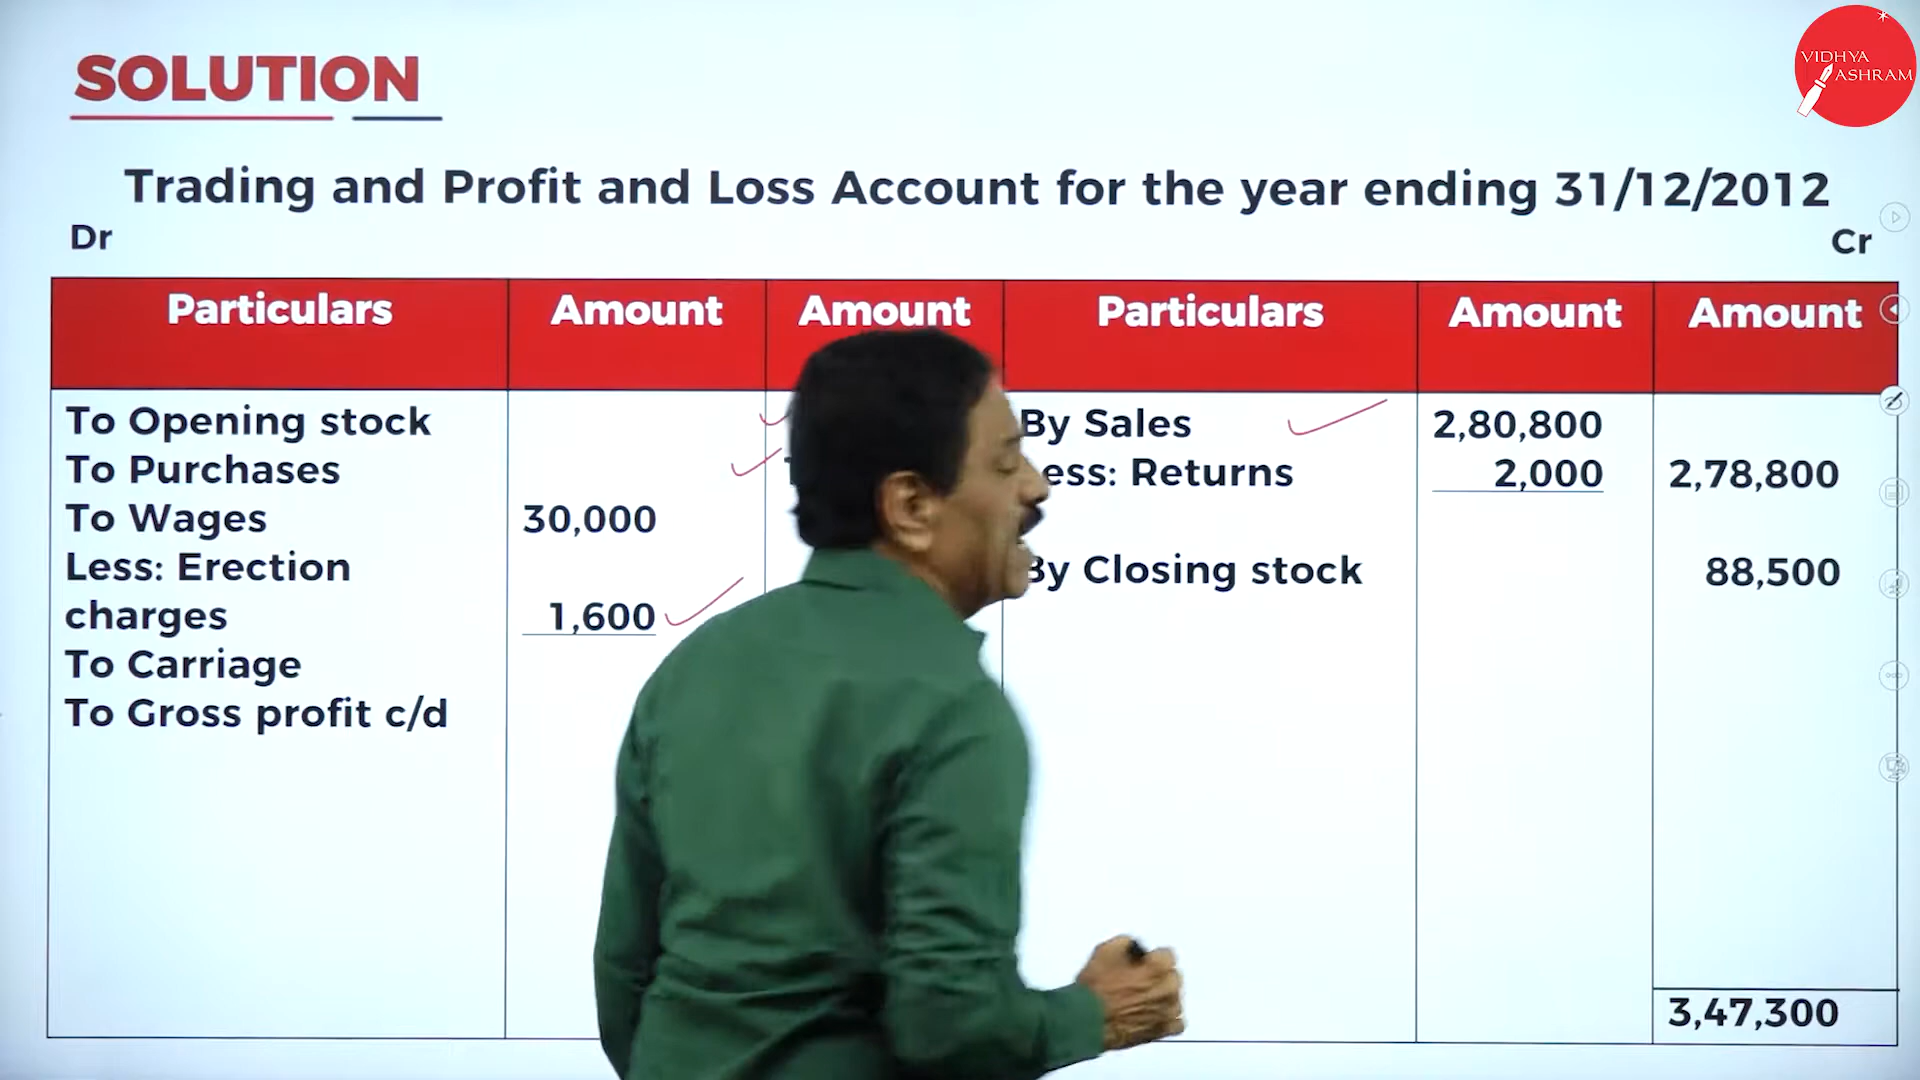 VIDHYA
ASHRAM
SOLUTION
Trading and Profit and Loss Account for the year ending 31/12/2012
Dr Cr
Particulars Amount Amount Particulars Amount Amount
To Opening stock By Sales 2,80,800
To Purchases Less: Returns 2,000 2,78,800
To Wages 30,000
Less: Erection By Closing stock 88,500
charges 1,600
To Carriage
To Gross profit c/d
3,47,300